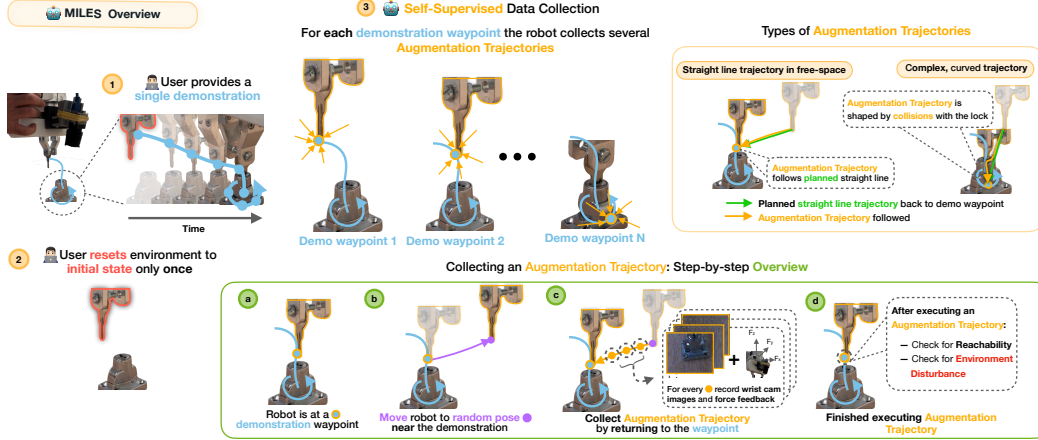 MILES Overview
1
User provides a
single demonstration
Time
2
User resets environment to
initial state only once
3
Self-Supervised Data Collection
For each demonstration waypoint the robot collects several
Augmentation Trajectories
Demo waypoint 1
Demo waypoint 2
Demo waypoint N
Types of Augmentation Trajectories
Straight line trajectory in free-space
Complex, curved trajectory
Augmentation Trajectory is
shaped by collisions with the lock
Augmentation Trajectory
follows planned straight line
Planned straight line trajectory back to demo waypoint
Augmentation Trajectory followed
Collecting an Augmentation Trajectory: Step-by-step Overview
a
Robot is at a
demonstration waypoint
b
Move robot to random pose
near the demonstration
c
Fz
Fy
Fx
+
For every record wrist cam
images and force feedback
Collect Augmentation Trajectory
by returning to the waypoint
d
After executing an
Augmentation Trajectory:
— Check for Reachability
— Check for Environment
Disturbance
Finished executing Augmentation
Trajectory